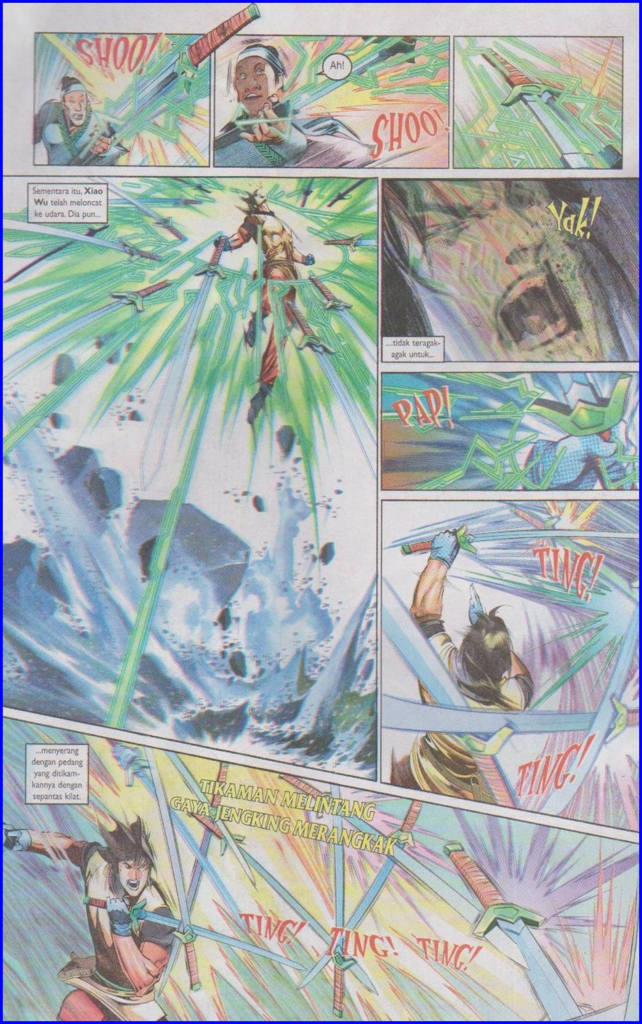 SHOO!
Ah!
SHOO!
Sementara itu, Xiao
Wu telah meloncat
ke udara. Dia pun...
Yak!
...tidak teragak-
agak untuk...
PAP!
TING!
TING!
...menyerang
dengan pedang
yang ditikam-
kannya dengan
sepantas kilat.
TIKAMAN MELINTANG
GAYA JENGKING MERANGKAK
TING! TING! TING!